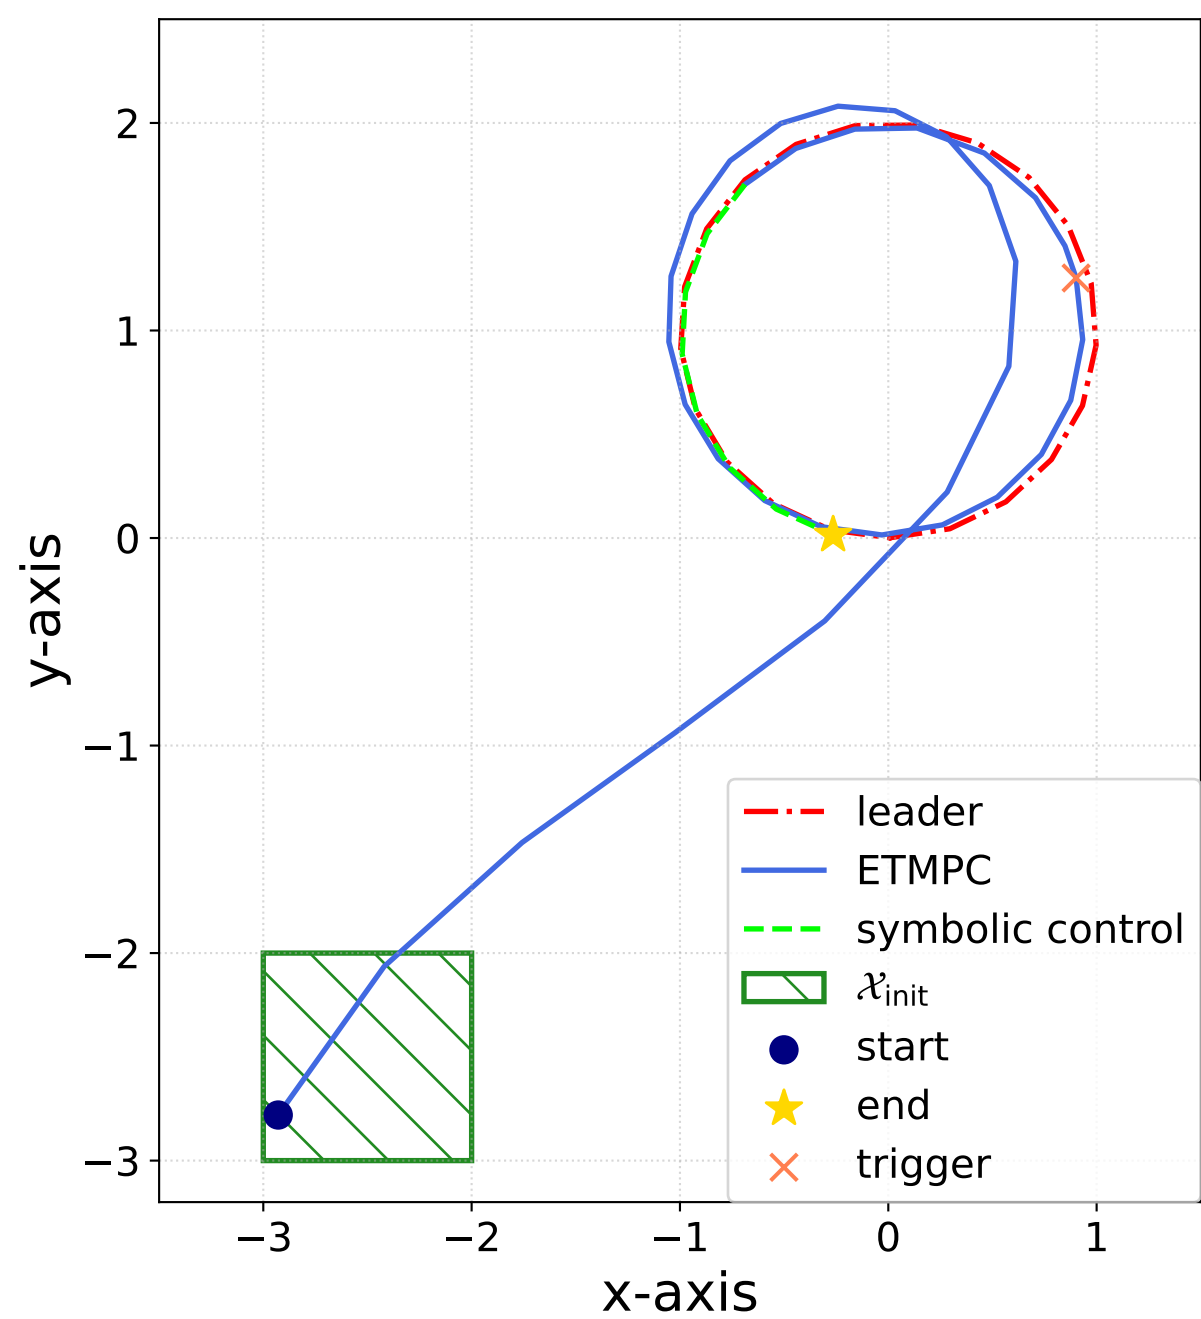 2
1
0
−1
−2
−3
y-axis
−3
−2
−1
0
1
x-axis
leader
ETMPC
symbolic control
𝒳init
start
end
trigger